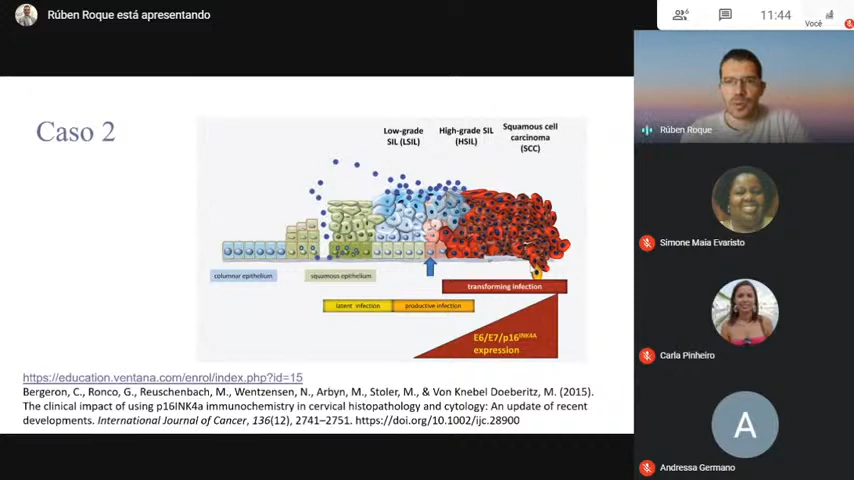 Rúben Roque está apresentando
6
11:44
Você
Caso 2
Low-grade
SIL (LSIL)
High-grade SIL
(HSIL)
Squamous cell
carcinoma
(SCC)
columnar epithelium
squamous epithelium
transforming infection
latent infection
productive infection
E6/E7/p16INK4A
expression
https://education.ventana.com/enrol/index.php?id=15
Bergeron, C., Ronco, G., Reuschenbach, M., Wentzensen, N., Arbyn, M., Stoler, M., & Von Knebel Doeberitz, M. (2015).
The clinical impact of using p16INK4a immunochemistry in cervical histopathology and cytology: An update of recent
developments. International Journal of Cancer, 136(12), 2741–2751. https://doi.org/10.1002/ijc.28900
Rúben Roque
Simone Maia Evaristo
Carla Pinheiro
A
Andressa Germano